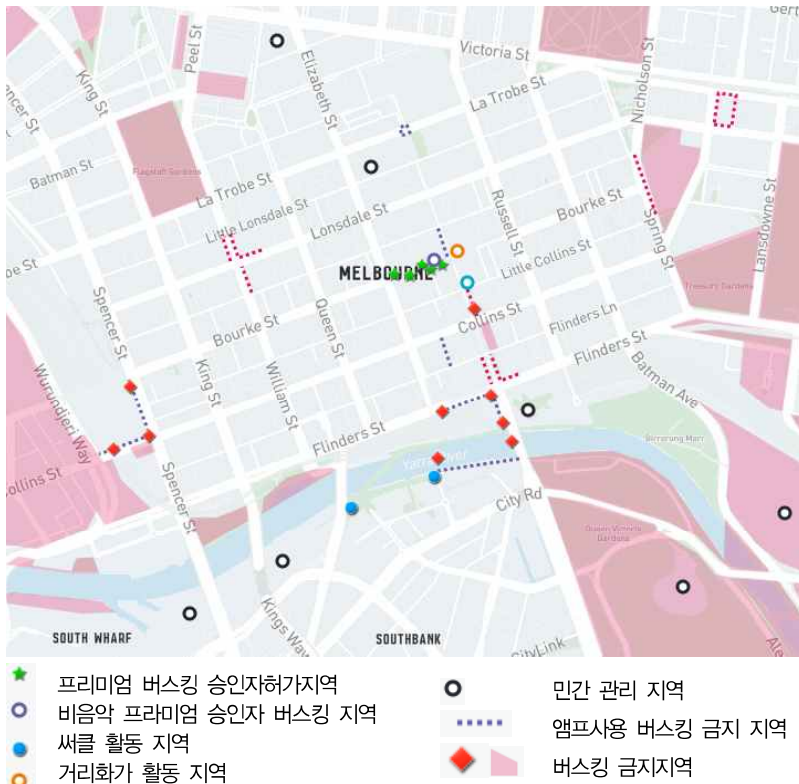 Gert
Victoria St
Peel St
Nicholson St
Elizabeth St
King St
encer St
La Trobe St
Batman St
Flagstaff Gardens
La Trobe St
Little Lonsdale St
Lonsdale St
Russell St
Bourke St
Spring St
Lansdowne St
Little Collins St
obe St
MELBOURNE
Treasury Gardens
Spencer St
Queen St
Collins St
Flinders Ln
Bourke St
Flinders St
King St
William St
Batman Ave
Wurundjeri Way
Flinders St
Birrarung Marr
Yarra River
Collins St
Spencer St
City Rd
Queen Victoria
Gardens
Kings Way
SOUTH WHARF
SOUTHBANK
CityLink
Ale
프리미엄 버스킹 승인자허가지역
비음악 프라미엄 승인자 버스킹 지역
써클 활동 지역
거리화가 활동 지역
민간 관리 지역
앰프사용 버스킹 금지 지역
버스킹 금지지역